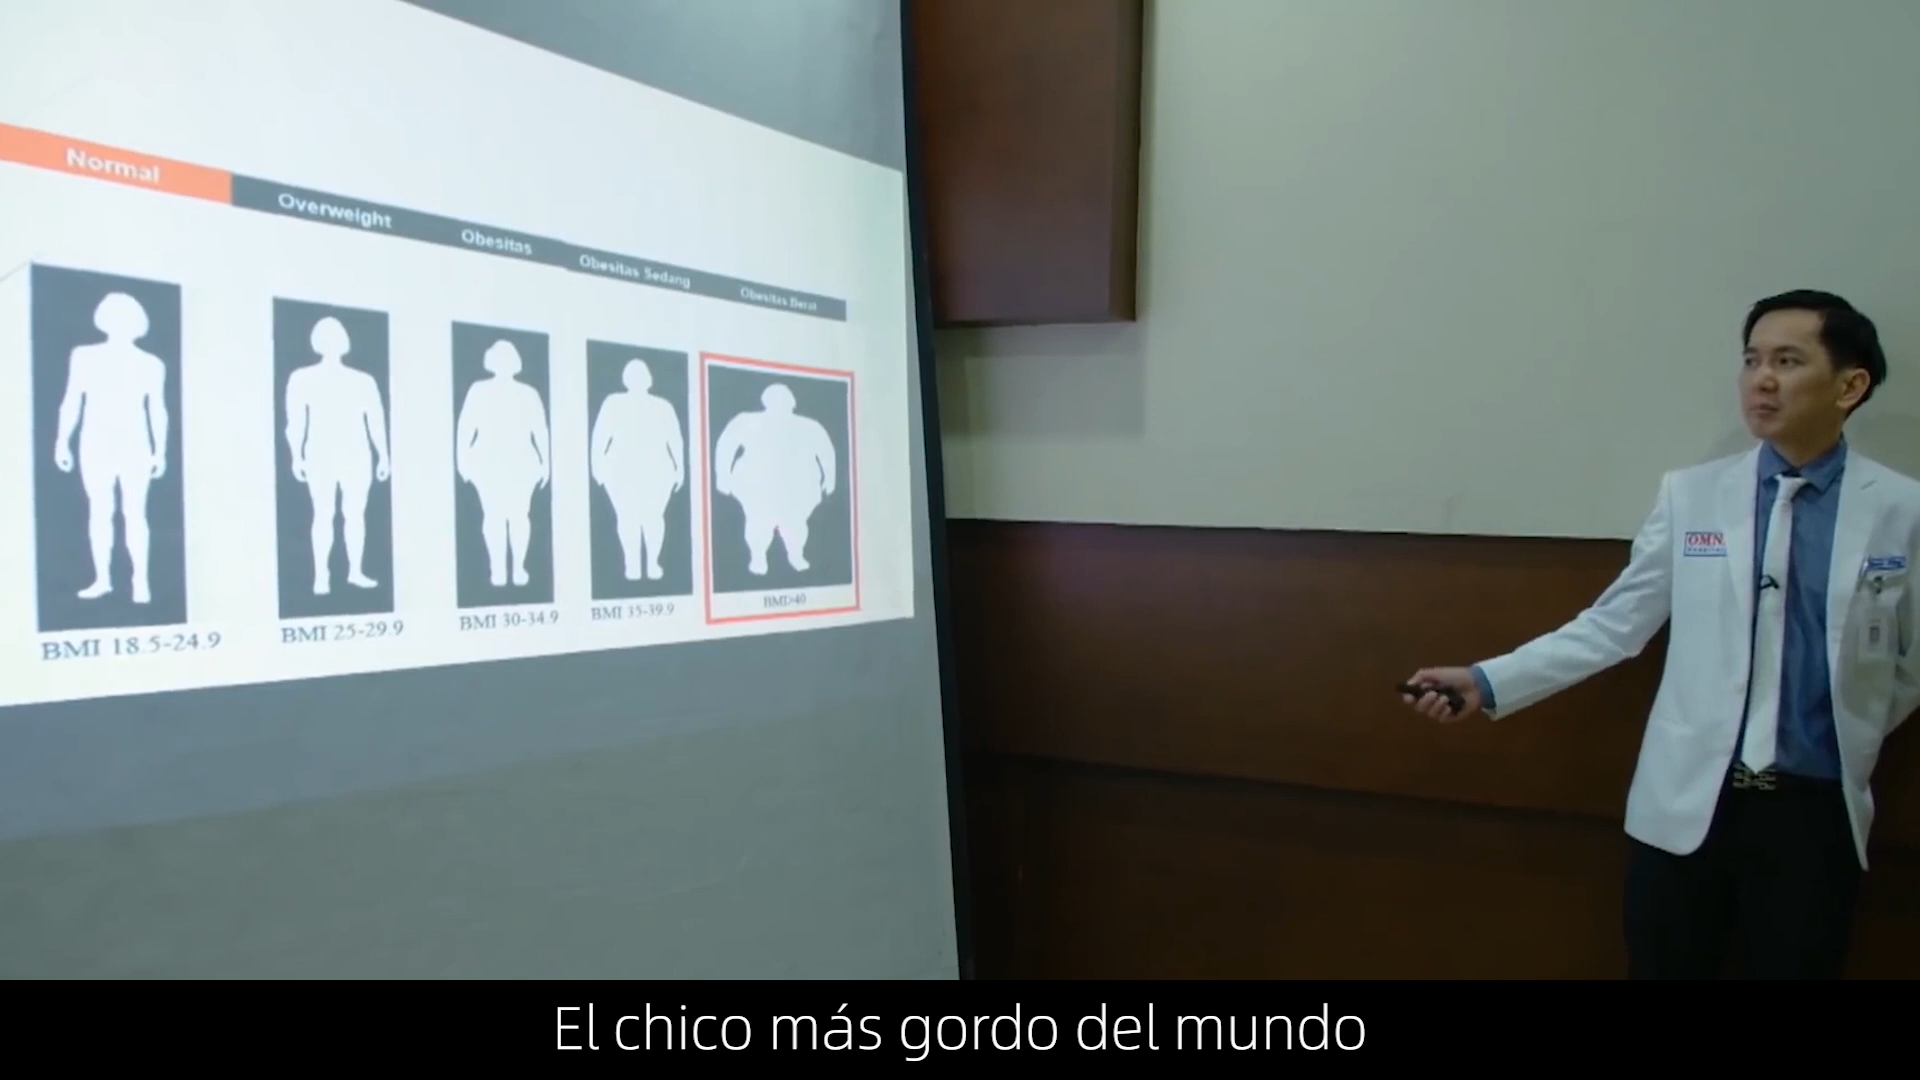 Normal
Overweight
Obesitas
Obesitas Sedang
Obesitas Berat
BMI 18.5-24.9
BMI 25-29.9
BMI 30-34.9
BMI 35-39.9
BMI>40
OMN
El chico más gordo del mundo